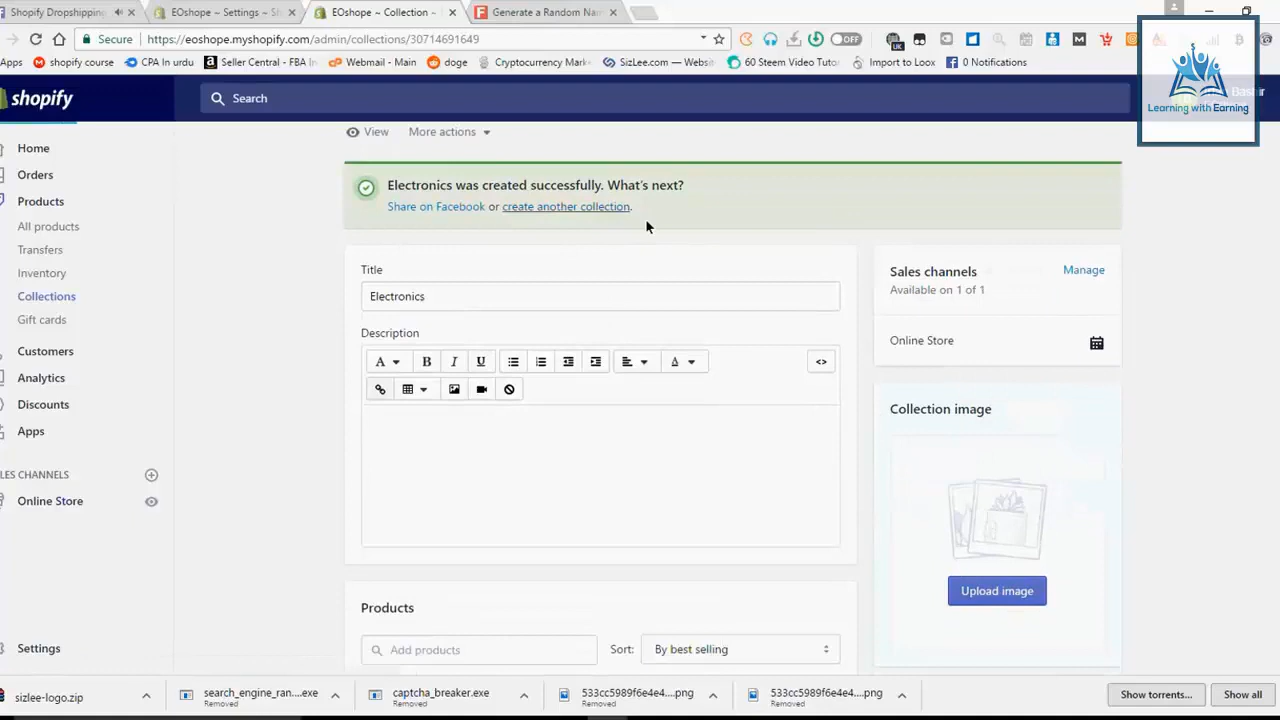 Shopify Dropshipping
EOshope ~ Settings ~ Sh
EOshope ~ Collection ~
Generate a Random Nam
Secure
https://eoshope.myshopify.com/admin/collections/30714691649
OFF
UK
Apps
shopify course
CPA IN urdu
Seller Central - FBA In
Webmail - Main
doge
Cryptocurrency Mark
SizLee.com — Websit
60 Steem Video Tuto
Import to Loox
0 Notifications
shopify
Search
Bashir
Learning with Earning
View
More actions
Home
Orders
Products
All products
Transfers
Inventory
Collections
Gift cards
Customers
Analytics
Discounts
Apps
LES CHANNELS
Online Store
Settings
Electronics was created successfully. What's next?
Share on Facebook or create another collection.
Title
Electronics
Description
A
B
I
U
A
<>
Products
Add products
Sort:
By best selling
Sales channels
Manage
Available on 1 of 1
Online Store
Collection image
Upload image
sizlee-logo.zip
search_engine_ran....exe
Removed
captcha_breaker.exe
Removed
533cc5989f6e4e4....png
Removed
533cc5989f6e4e4....png
Removed
Show torrents...
Show all